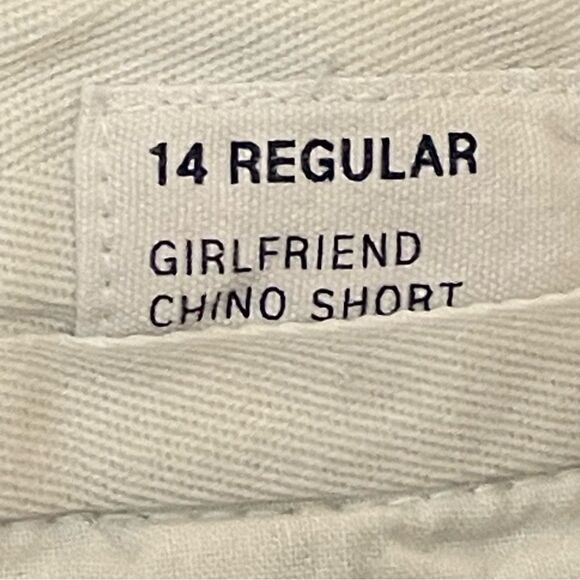 14 REGULAR
GIRLFRIEND
CHINO SHORT